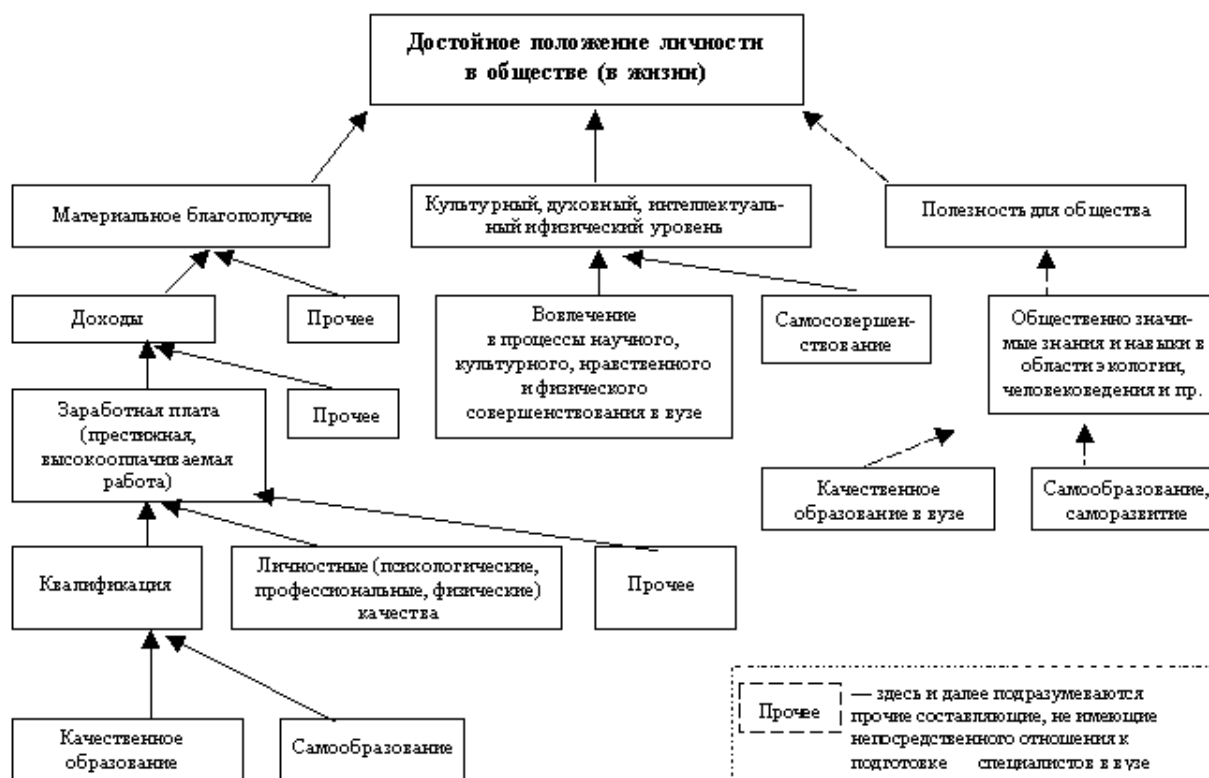 Достойное положение личности
в обществе (в жизни)
Материальное благополучие
Культурный, духовный, интеллектуаль-
ный и физический уровень
Полезность для общества
Доходы
Прочее
Вовлечение
в процессы научного,
культурного, нравственного
и физического
совершенствования в вузе
Самосовершен-
ствование
Общественно значи-
мые знания и навыки в
области экологии,
человековедения и пр.
Заработная плата
(престижная,
высокооплачиваемая
работа)
Прочее
Качественное
образование в вузе
Самообразование,
саморазвитие
Квалификация
Личностные (психологические,
профессиональные, физические)
качества
Прочее
Качественное
образование
Самообразование
Прочее
— здесь и далее подразумеваются
прочие составляющие, не имеющие
непосредственного отношения к
подготовке специалистов в вузе